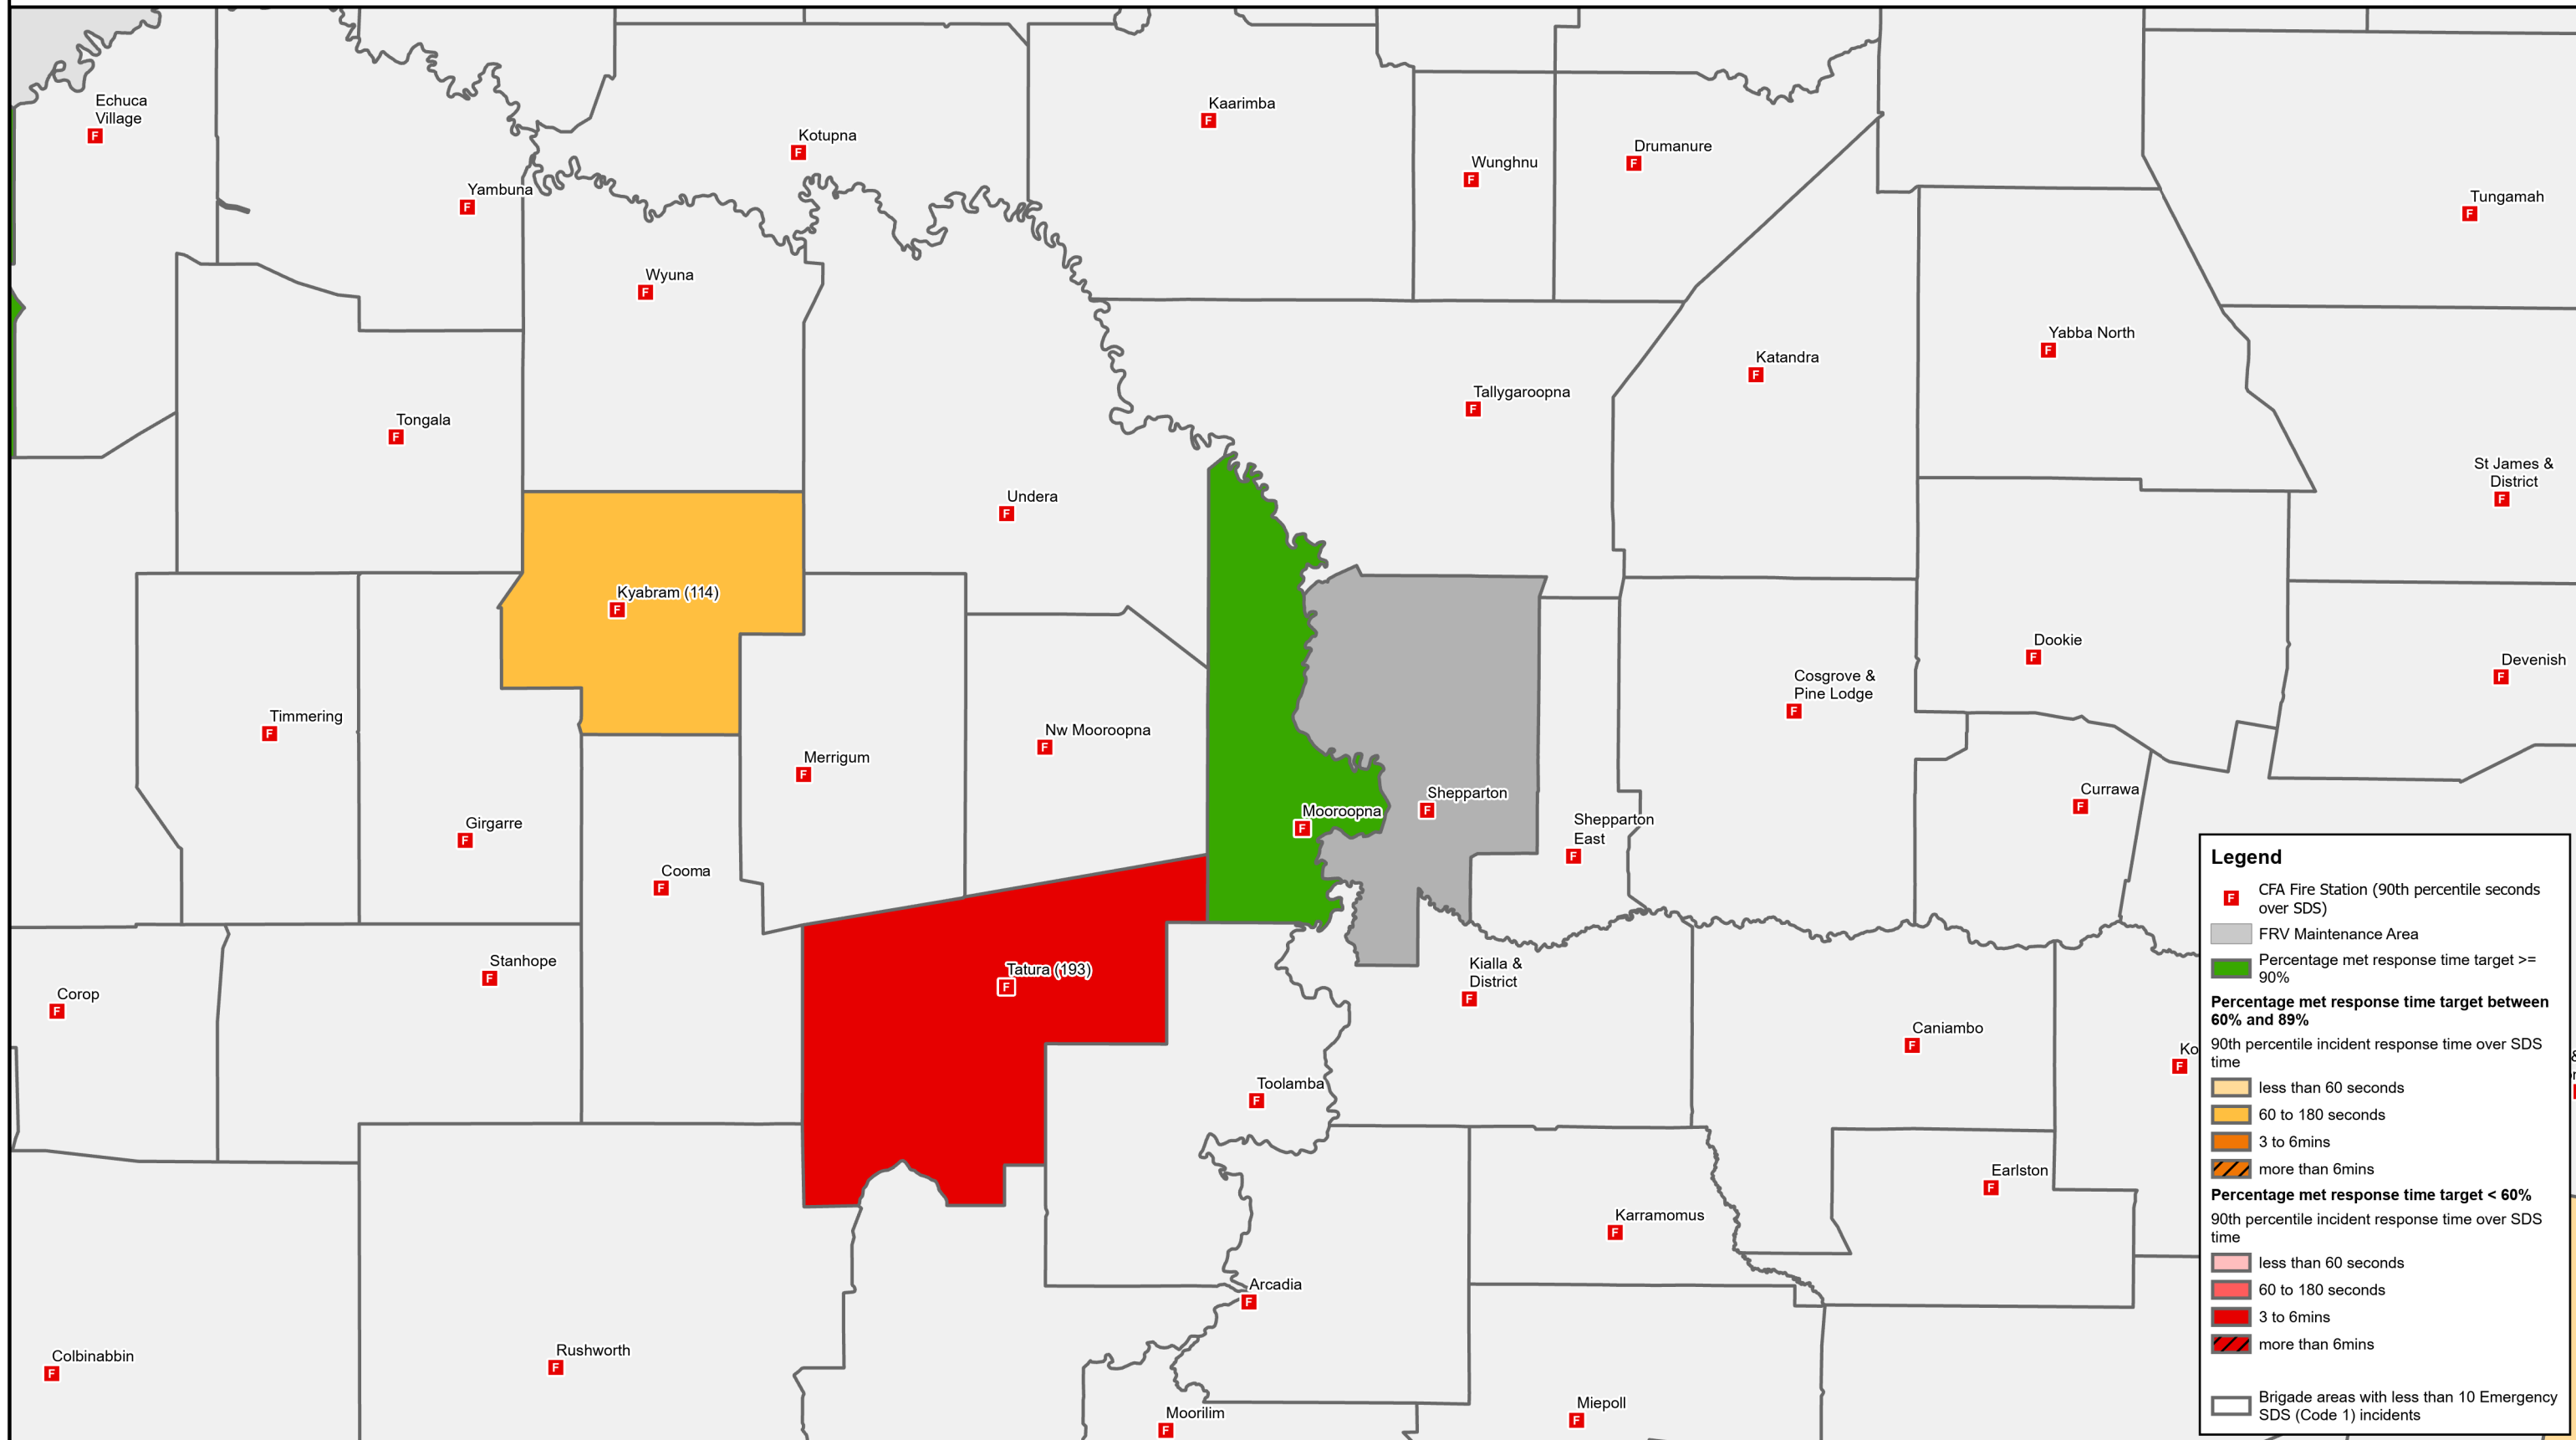 Echuca
Village
Kaarimba
Kotupna
Drumanure
Wunghnu
Yambuna
Tungamah
Wyuna
Yabba North
Katandra
Tallygaroopna
Tongala
St James &
District
Undera
Kyabram (114)
Dookie
Devenish
Cosgrove &
Pine Lodge
Timmering
Nw Mooroopna
Merrigum
Currawa
Shepparton
Mooroopna
Shepparton
East
Girgarre
Cooma
Stanhope
Tatura (193)
Kialla &
District
Corop
Caniambo
Ko
Toolamba
Earlston
Karramomus
Arcadia
Rushworth
Colbinabbin
Miepoll
Moorilim
Legend
F CFA Fire Station (90th percentile seconds
over SDS)
FRV Maintenance Area
Percentage met response time target >=
90%
Percentage met response time target between
60% and 89%
90th percentile incident response time over SDS
time
less than 60 seconds
60 to 180 seconds
3 to 6mins
more than 6mins
Percentage met response time target < 60%
90th percentile incident response time over SDS
time
less than 60 seconds
60 to 180 seconds
3 to 6mins
more than 6mins
Brigade areas with less than 10 Emergency
SDS (Code 1) incidents